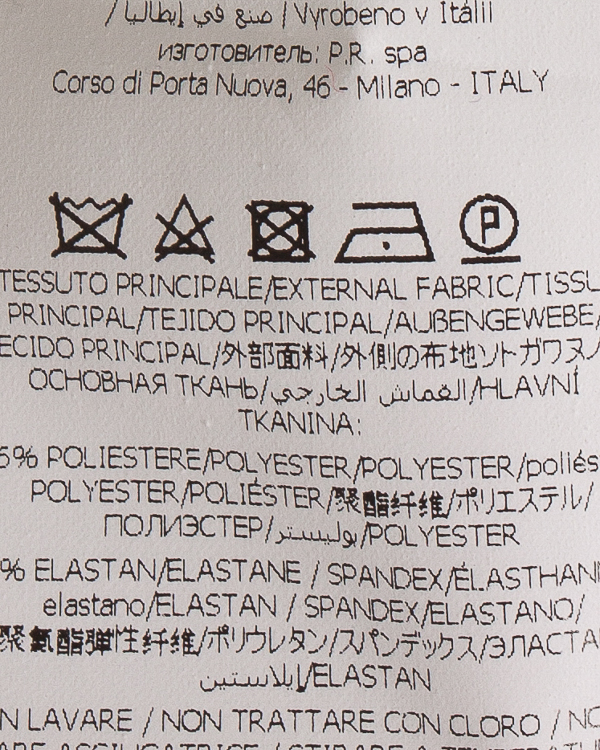 / صنع في إيطاليا / Vyrobeno v Itálii
изготовитель: P.R. spa
Corso di Porta Nuova, 46 - Milano - ITALY
P
TESSUTO PRINCIPALE/EXTERNAL FABRIC/TISSU
PRINCIPAL/TEJIDO PRINCIPAL/AUßENGEWEBE/
ECIDO PRINCIPAL/外部面料/外側の布地ソトガワヌノ/
ОСНОВНАЯ ТКАНЬ/القماش الخارجي/HLAVNÍ
TKANINA:
5% POLIESTERE/POLYESTER/POLYESTER/poliés
POLYESTER/POLIÉSTER/聚酯纤维/ポリエステル/
ПОЛИЭСТЕР/بوليستر/POLYESTER
% ELASTAN/ELASTANE / SPANDEX/ÉLASTHANN
elastano/ELASTAN / SPANDEX/ELASTANO/
聚氨酯弹性纤维/ポリウレタン/スパンデックス/ЭЛАСТА
إيلاستين/ELASTAN
N LAVARE / NON TRATTARE CON CLORO / NO